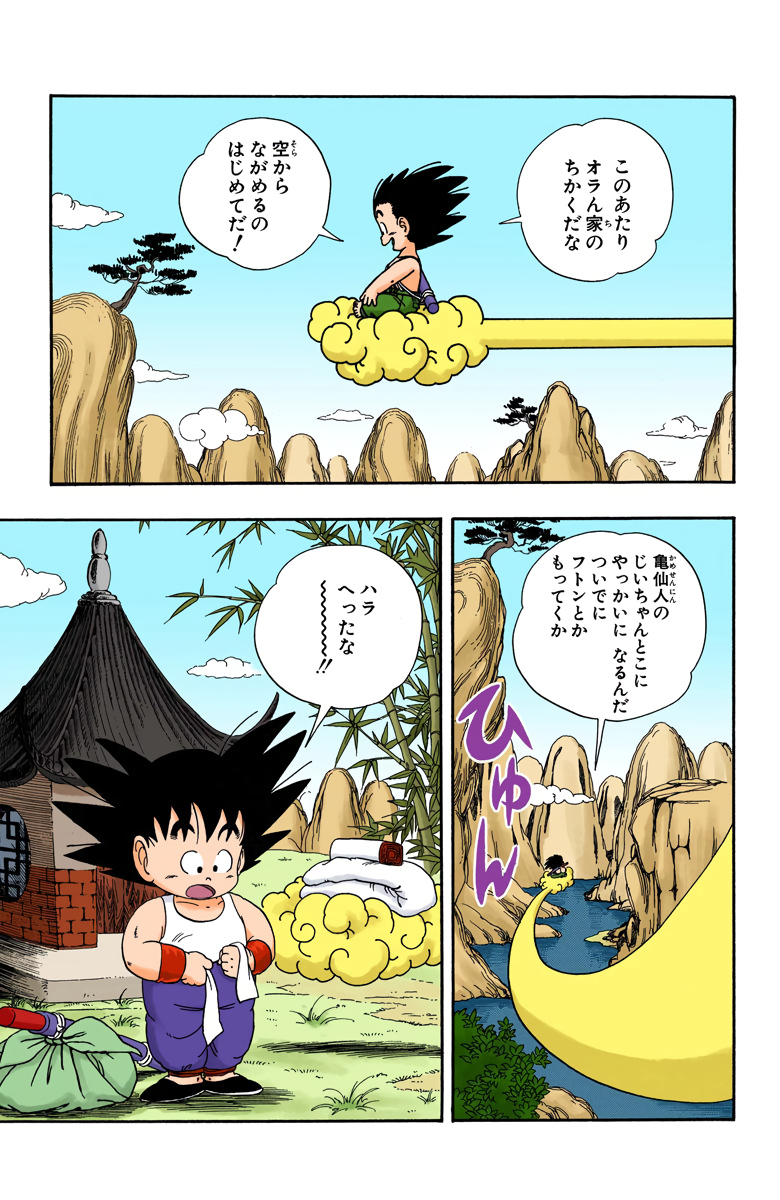 このあたり
オラん家の
ちかくだな
空から
ながめるの
はじめてだ！
亀仙人の
じいちゃんとこに
やっかいに なるんだ
ついでに
フトンとか
もってくか
ひゅん
ハラ
へったな
〜〜〜〜!!